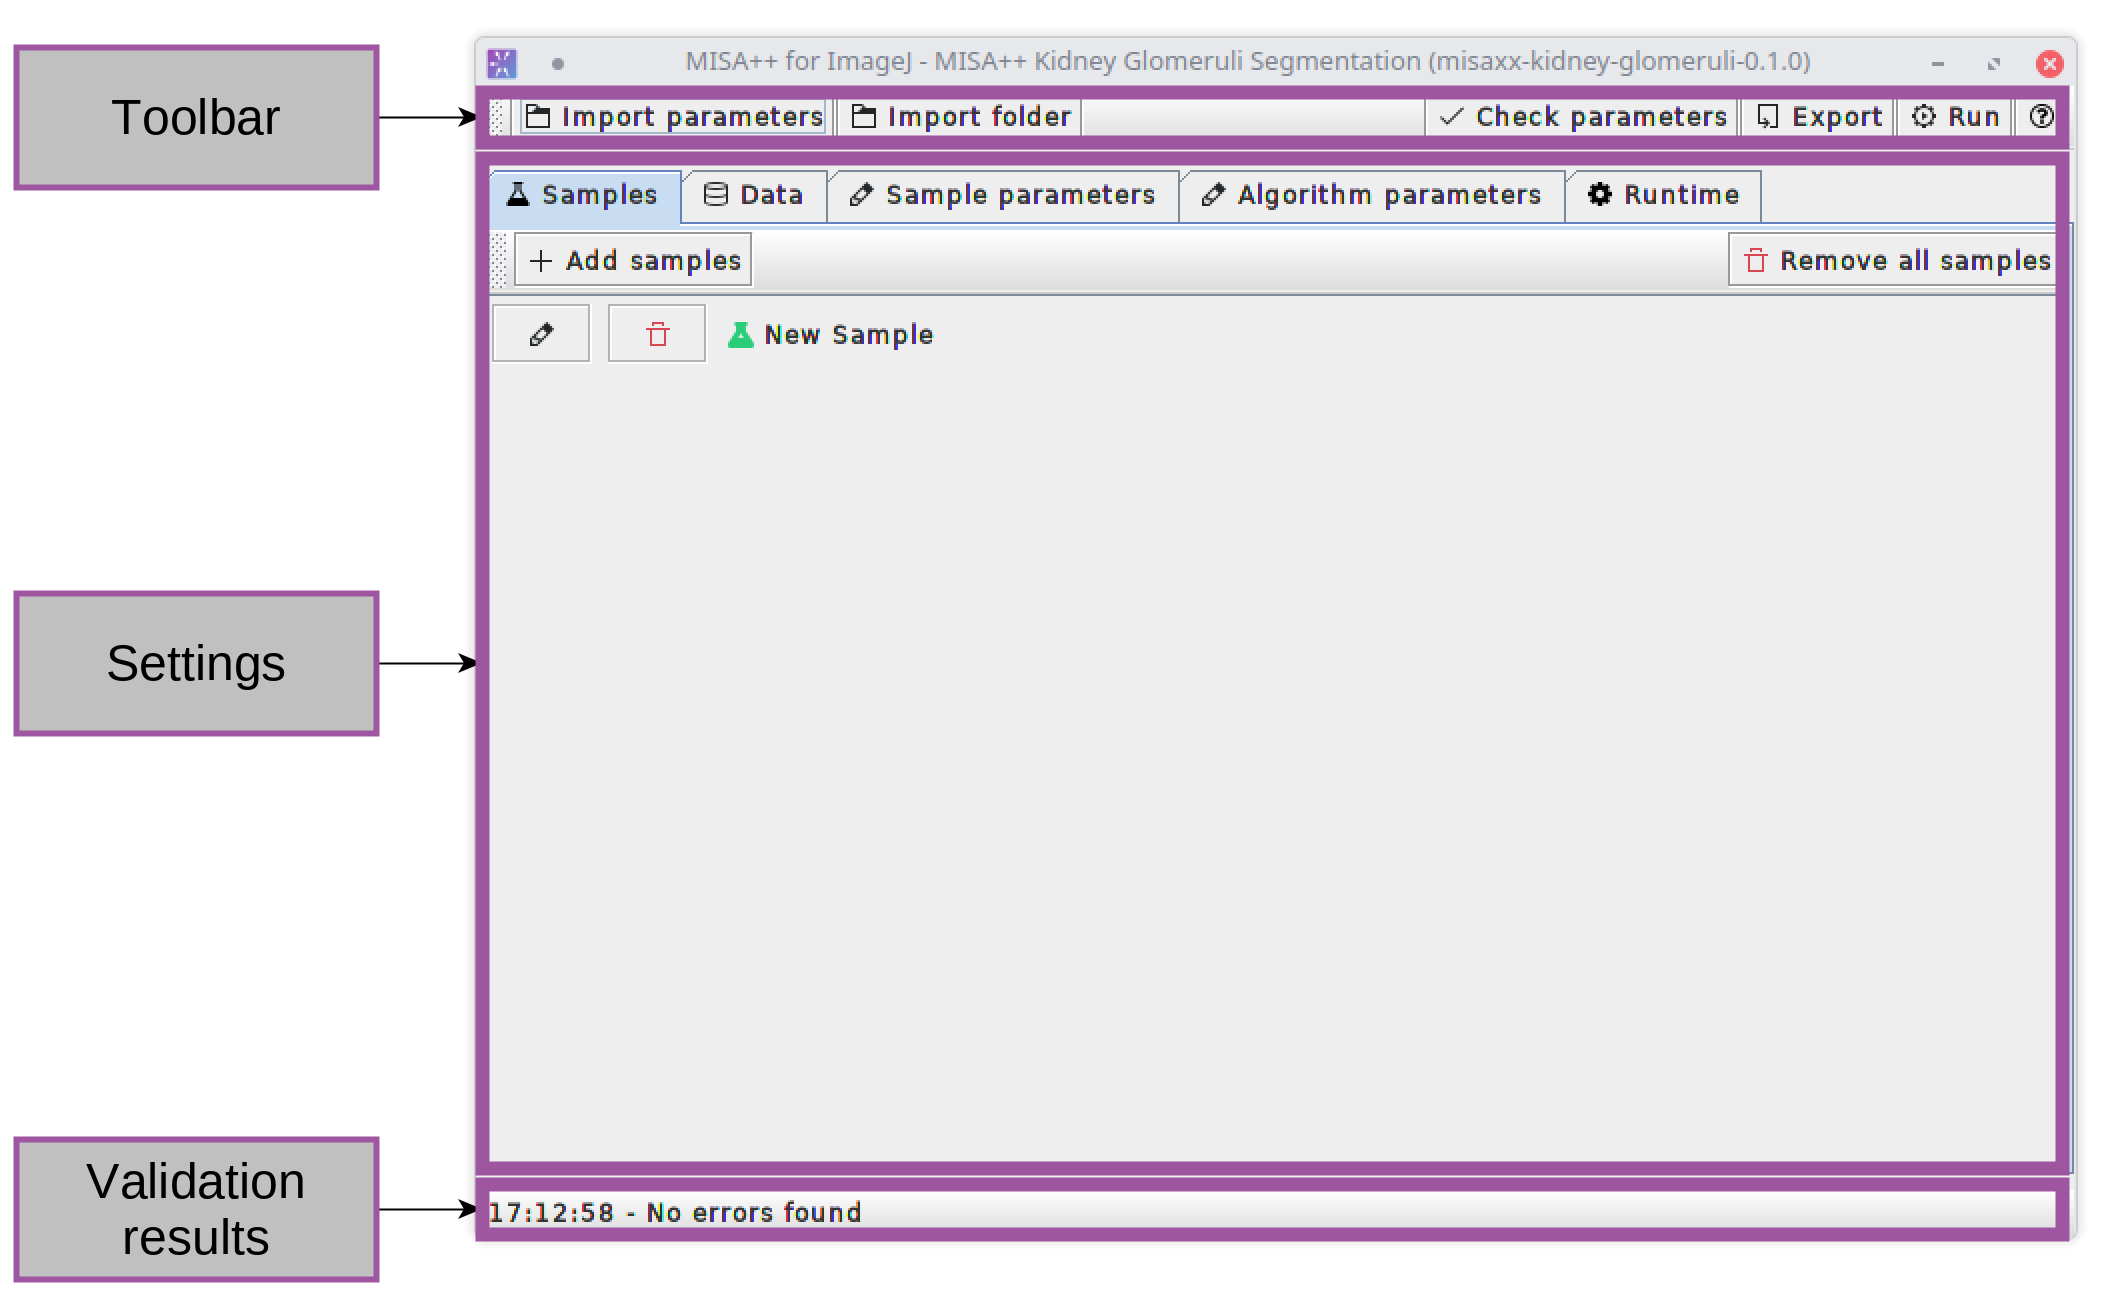 MISA++ for ImageJ - MISA++ Kidney Glomeruli Segmentation (misaxx-kidney-glomeruli-0.1.0)
Toolbar
Import parameters Import folder Check parameters Export Run
Samples Data Sample parameters Algorithm parameters Runtime
Add samples Remove all samples
New Sample
Settings
Validation
results
17:12:58 - No errors found